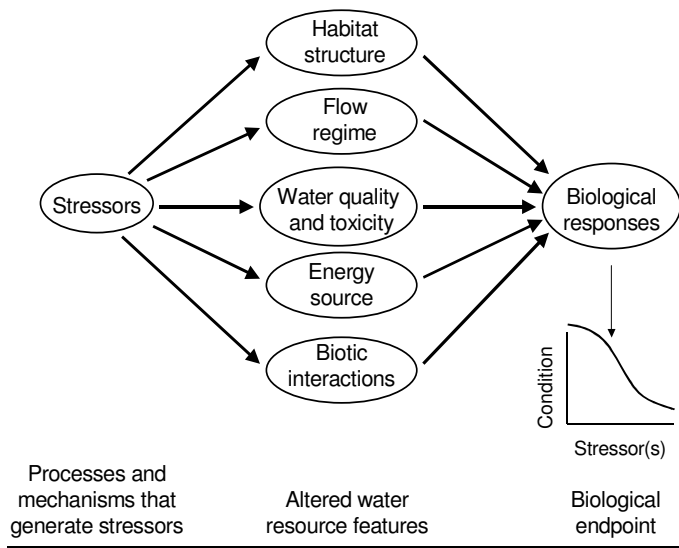 Habitat
structure
Flow
regime
Stressors
Water quality
and toxicity
Biological
responses
Energy
source
Biotic
interactions
Condition
Stressor(s)
Processes and
mechanisms that
generate stressors
Altered water
resource features
Biological
endpoint